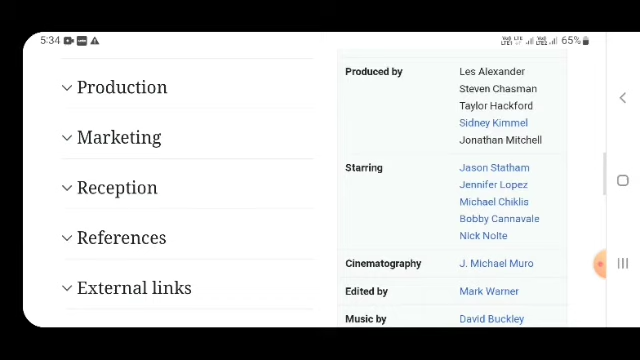 5:34
65%
Production
Marketing
Reception
References
External links
Produced by
Les Alexander
Steven Chasman
Taylor Hackford
Sidney Kimmel
Jonathan Mitchell
Starring
Jason Statham
Jennifer Lopez
Michael Chiklis
Bobby Cannavale
Nick Nolte
Cinematography
J. Michael Muro
Edited by
Mark Warner
Music by
David Buckley